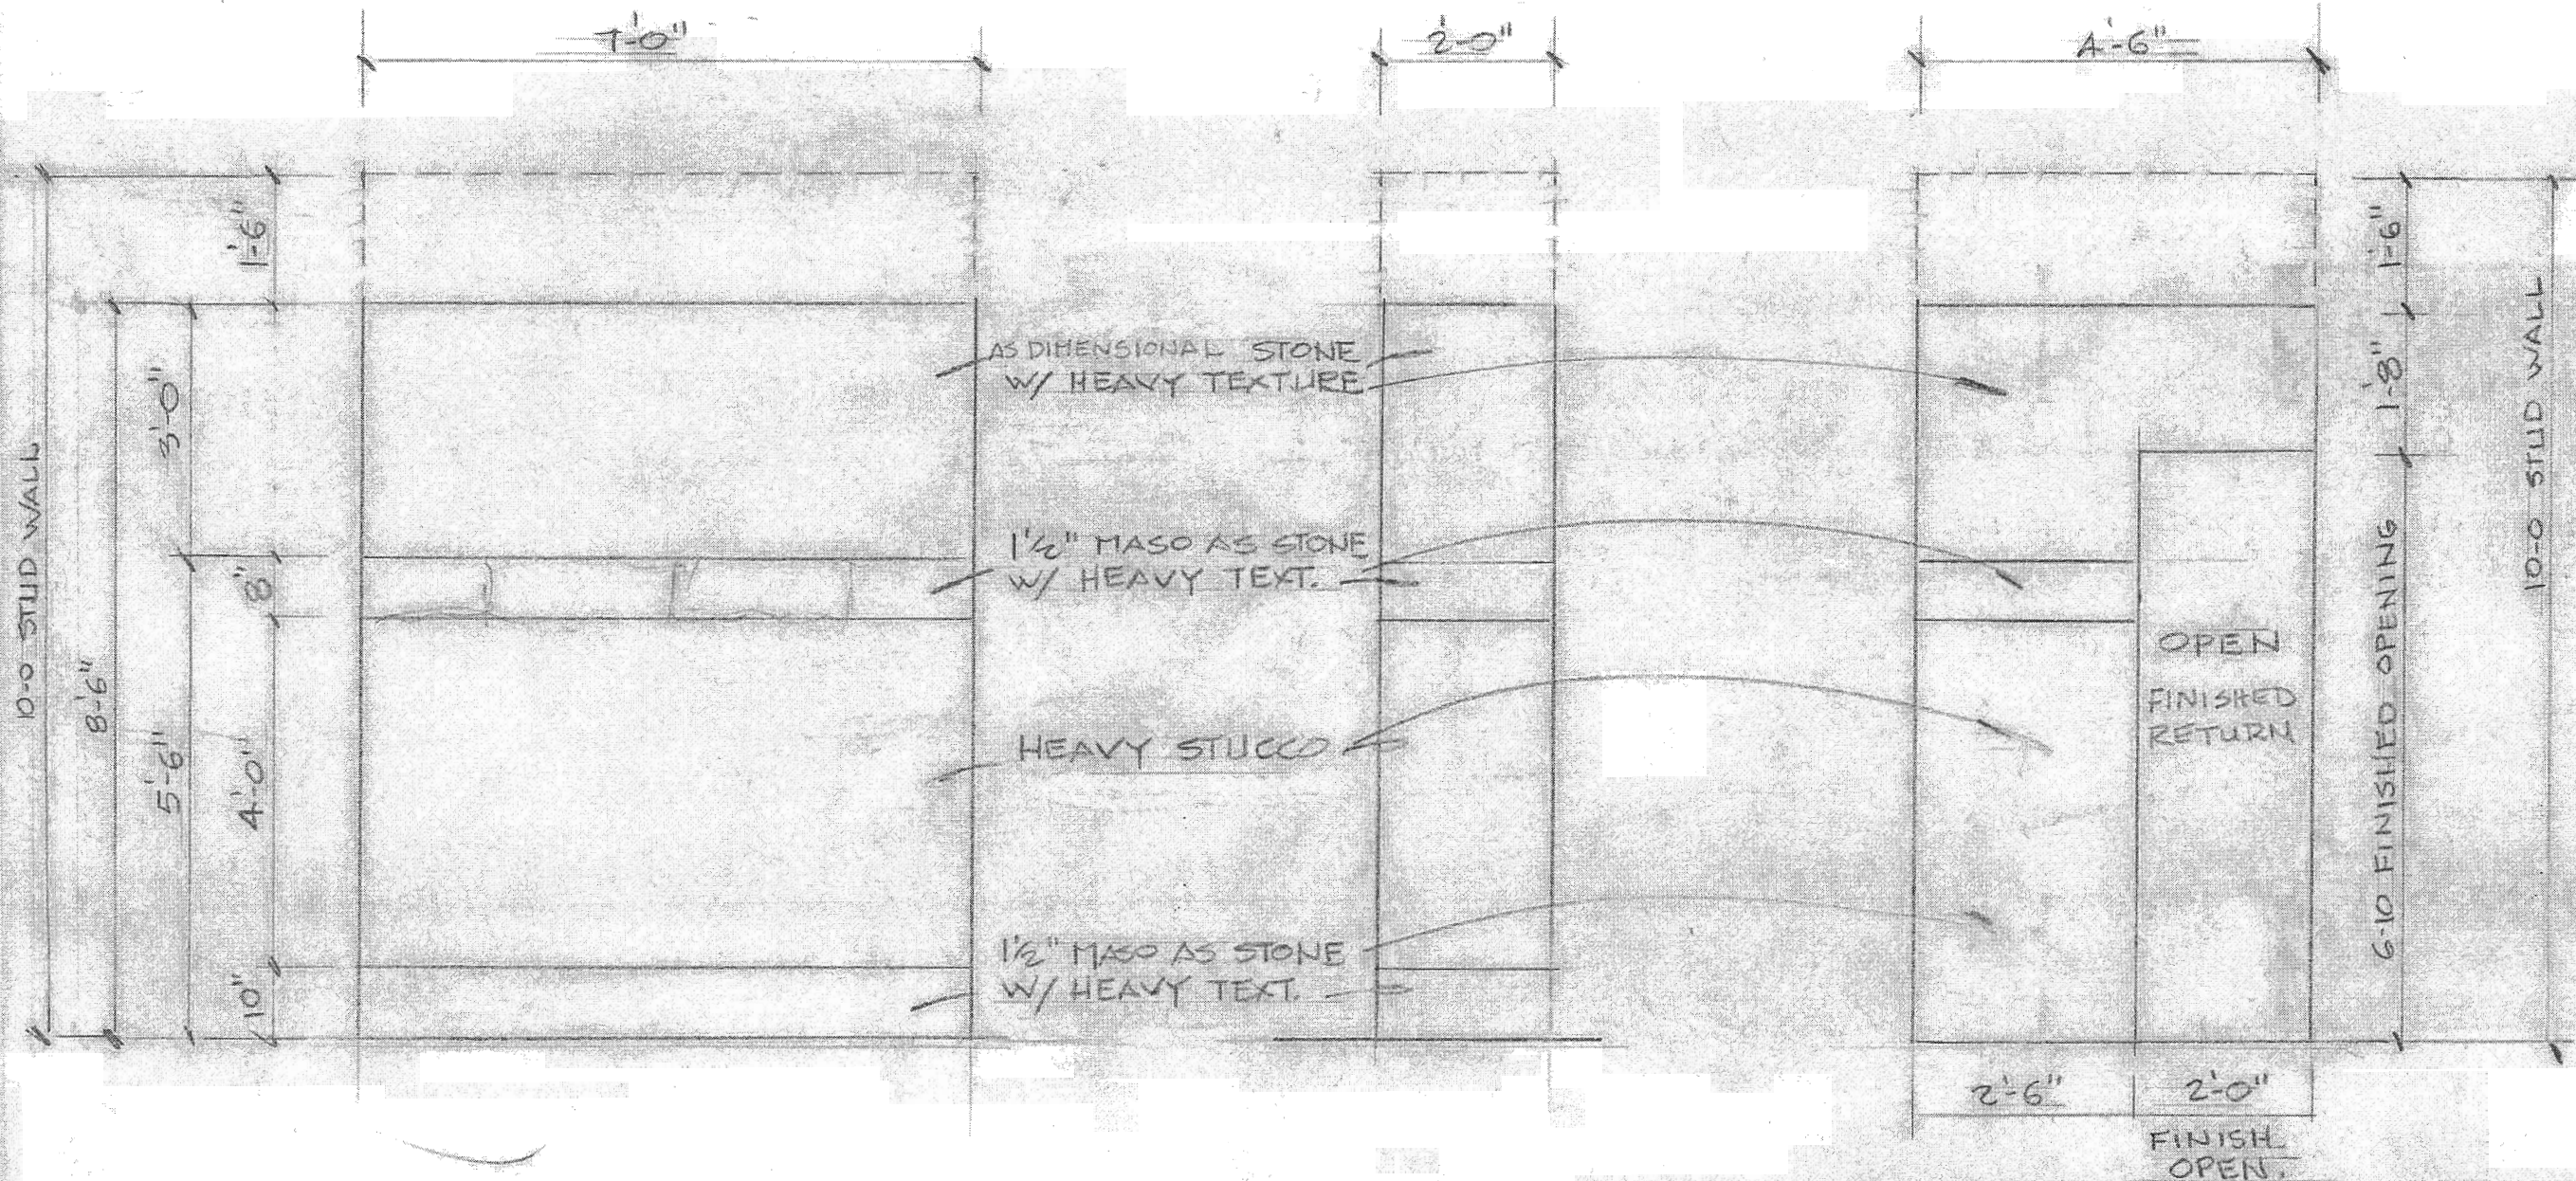 7'-0"
2'-0"
4'-6"
1'-6"
3'-0"
8"
10-0 STUD WALL
8'-6"
5'-6"
4'-0"
10"
AS DIMENSIONAL STONE
W/ HEAVY TEXTURE
1 1/2" MASO AS STONE
W/ HEAVY TEXT.
HEAVY STUCCO
1 1/2" MASO AS STONE
W/ HEAVY TEXT.
OPEN
FINISHED
RETURN
1'-6"
1'-8"
6-10 FINISHED OPENING
10-0 STUD WALL
2'-6"
2'-0"
FINISH
OPEN.